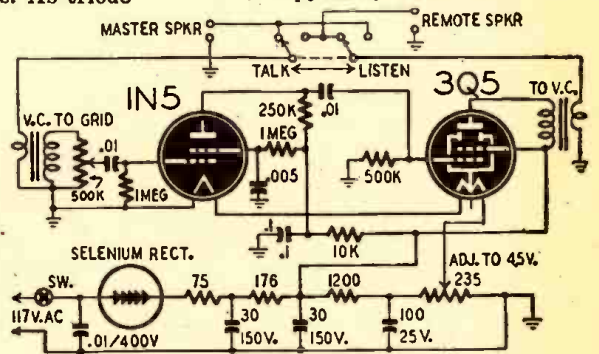 MASTER SPKR
REMOTE SPKR
TALK
LISTEN
1N5
3Q5
TO V.C.
V.C. TO GRID
.01
250K
.01
1MEG
.005
500K
1MEG
500K
.1
10K
ADJ. TO 4.5V.
SELENIUM RECT.
75
176
1200
235
SW.
117V.AC
.01/400V
30
150V.
30
150V.
100
25V.